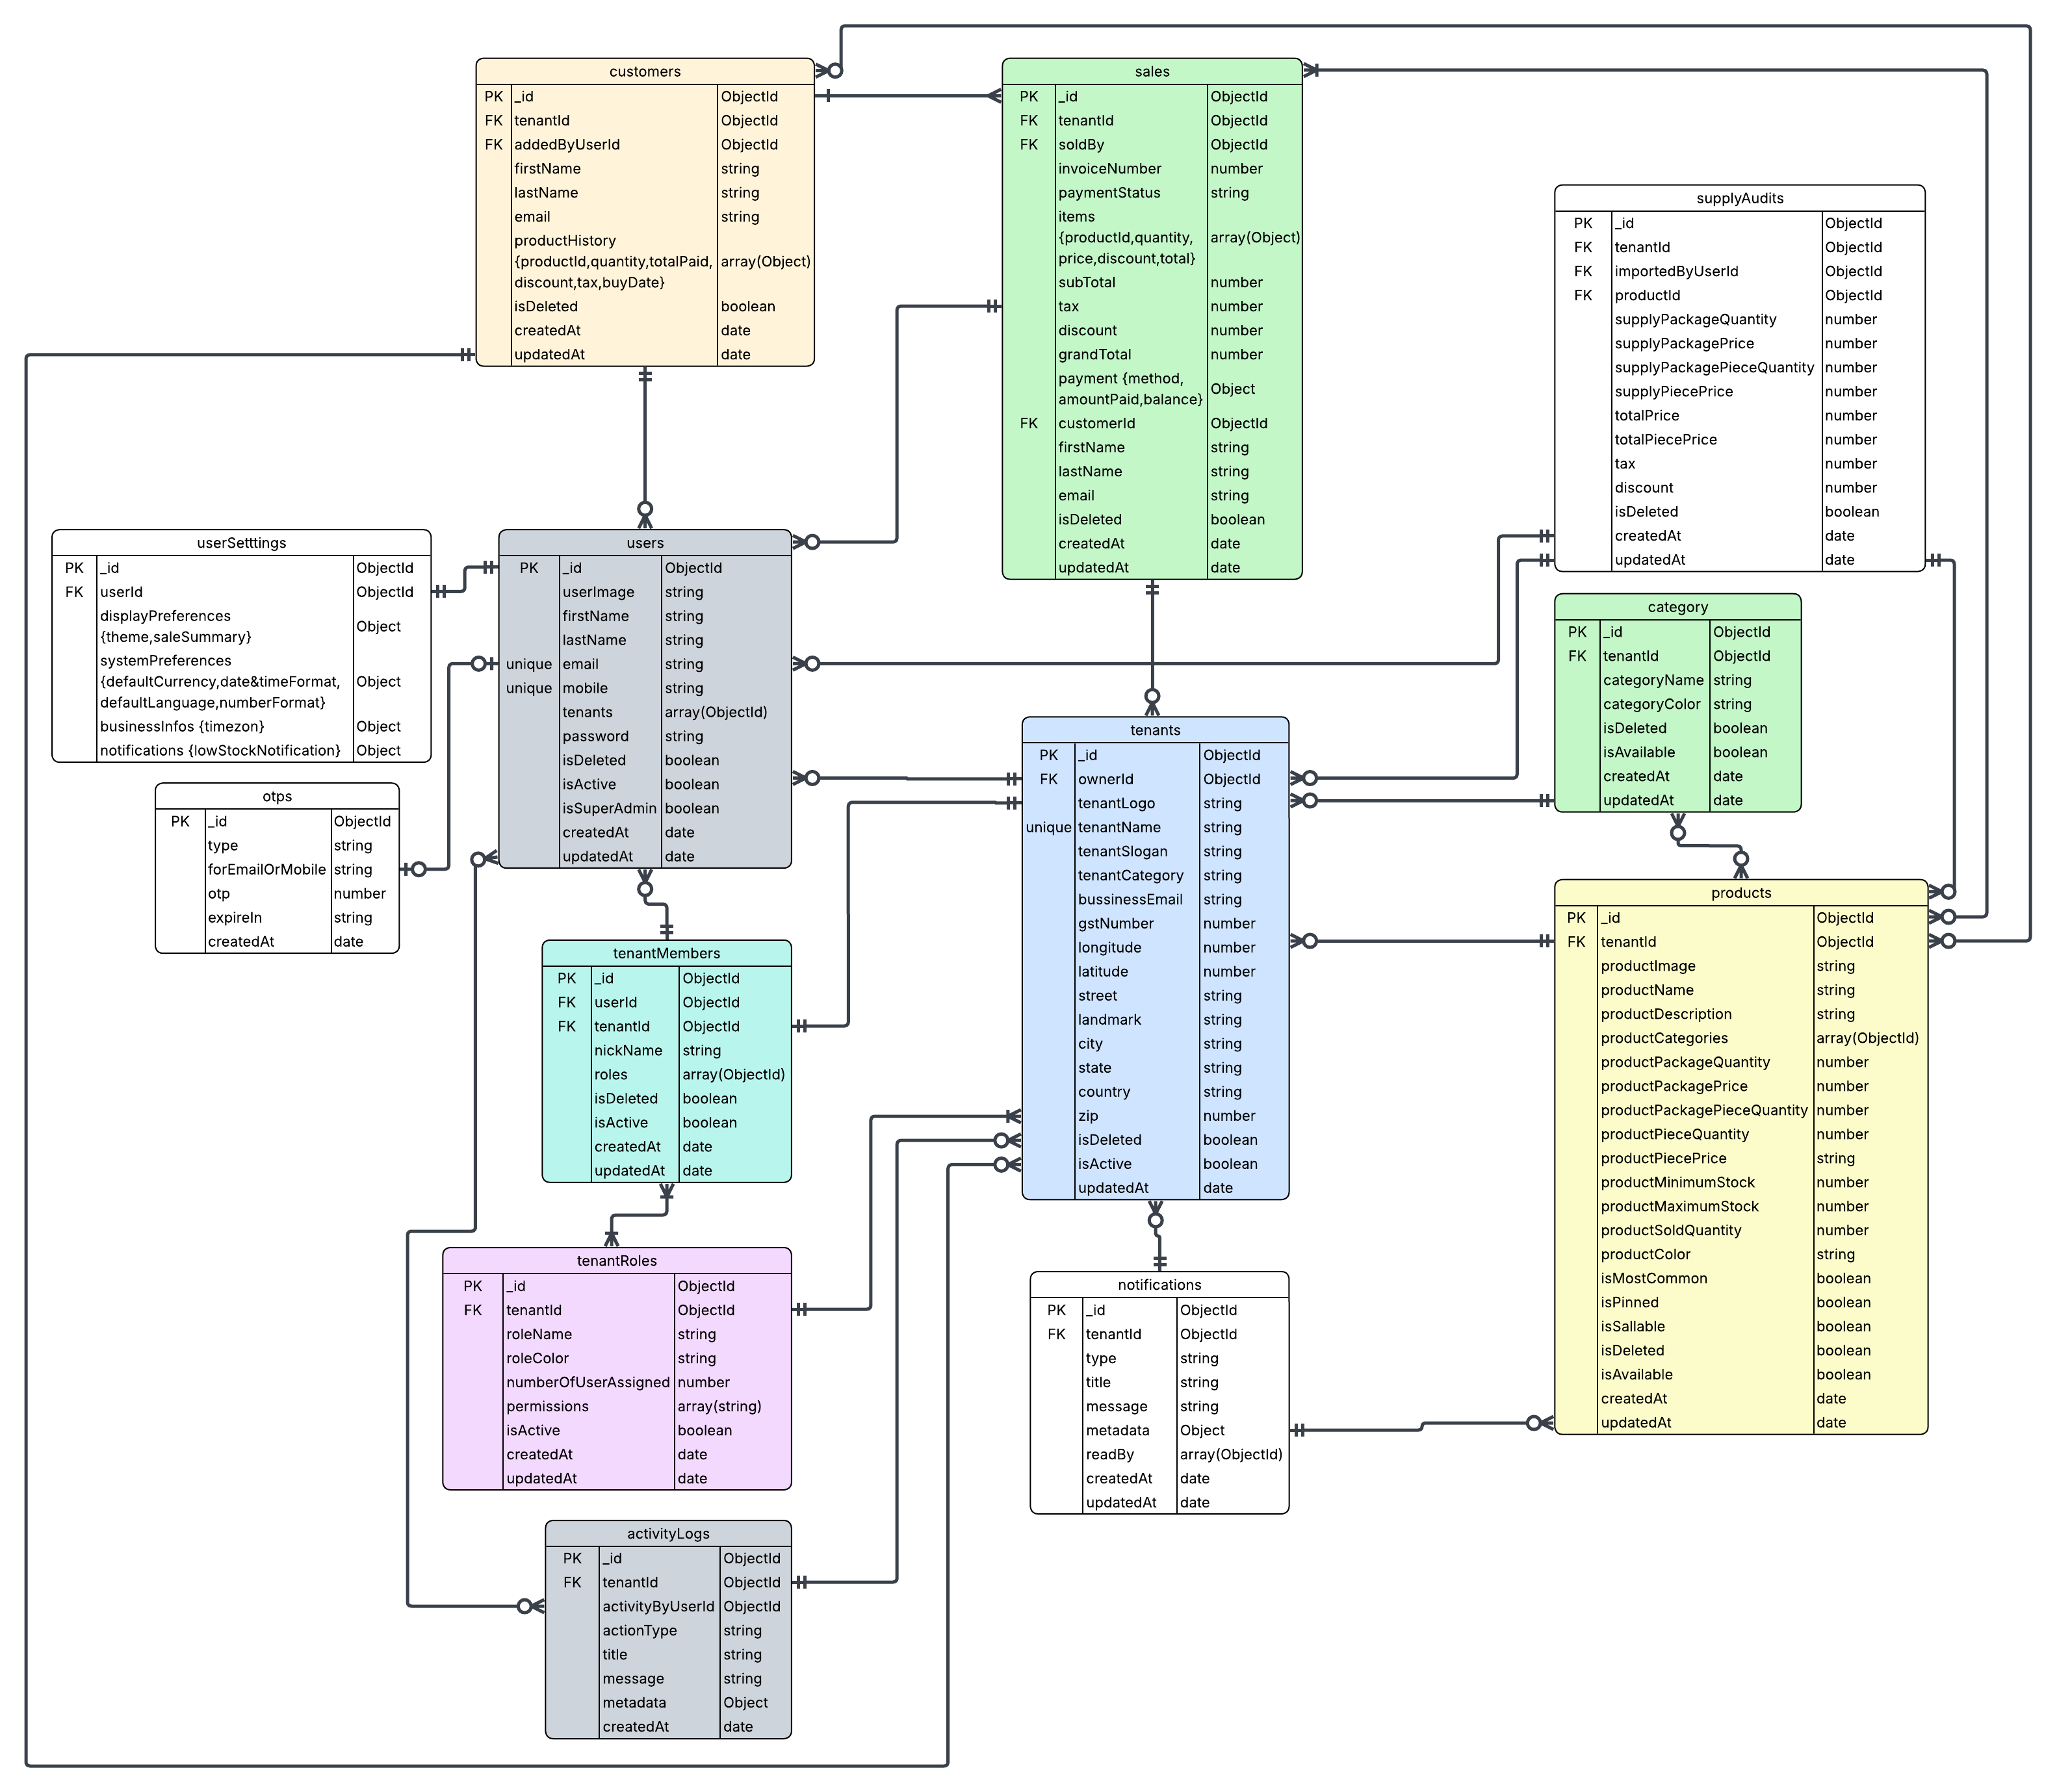 customers
PK _id ObjectId
FK tenantId ObjectId
FK addedByUserId ObjectId
firstName string
lastName string
email string
productHistory
{productId,quantity,totalPaid, array(Object)
discount,tax,buyDate}
isDeleted boolean
createdAt date
updatedAt date
sales
PK _id ObjectId
FK tenantId ObjectId
FK soldBy ObjectId
invoiceNumber number
paymentStatus string
items
{productId,quantity, array(Object)
price,discount,total}
subTotal number
tax number
discount number
grandTotal number
payment {method, Object
amountPaid,balance}
FK customerId ObjectId
firstName string
lastName string
email string
isDeleted boolean
createdAt date
updatedAt date
supplyAudits
PK _id ObjectId
FK tenantId ObjectId
FK importedByUserId ObjectId
FK productId ObjectId
supplyPackageQuantity number
supplyPackagePrice number
supplyPackagePieceQuantity number
supplyPiecePrice number
totalPrice number
totalPiecePrice number
tax number
discount number
isDeleted boolean
createdAt date
updatedAt date
userSetttings
PK _id ObjectId
FK userId ObjectId
displayPreferences Object
{theme,saleSummary}
systemPreferences
{defaultCurrency,date&timeFormat, Object
defaultLanguage,numberFormat}
businessInfos {timezon} Object
notifications {lowStockNotification} Object
users
PK _id ObjectId
userImage string
firstName string
lastName string
unique email string
unique mobile string
tenants array(ObjectId)
password string
isDeleted boolean
isActive boolean
isSuperAdmin boolean
createdAt date
updatedAt date
category
PK _id ObjectId
FK tenantId ObjectId
categoryName string
categoryColor string
isDeleted boolean
isAvailable boolean
createdAt date
updatedAt date
otps
PK _id ObjectId
type string
forEmailOrMobile string
otp number
expireIn string
createdAt date
tenants
PK _id ObjectId
FK ownerId ObjectId
tenantLogo string
unique tenantName string
tenantSlogan string
tenantCategory string
bussinessEmail string
gstNumber number
longitude number
latitude number
street string
landmark string
city string
state string
country string
zip number
isDeleted boolean
isActive boolean
updatedAt date
products
PK _id ObjectId
FK tenantId ObjectId
productImage string
productName string
productDescription string
productCategories array(ObjectId)
productPackageQuantity number
productPackagePrice number
productPackagePieceQuantity number
productPieceQuantity number
productPiecePrice string
productMinimumStock number
productMaximumStock number
productSoldQuantity number
productColor string
isMostCommon boolean
isPinned boolean
isSallable boolean
isDeleted boolean
isAvailable boolean
createdAt date
updatedAt date
tenantMembers
PK _id ObjectId
FK userId ObjectId
FK tenantId ObjectId
nickName string
roles array(ObjectId)
isDeleted boolean
isActive boolean
createdAt date
updatedAt date
tenantRoles
PK _id ObjectId
FK tenantId ObjectId
roleName string
roleColor string
numberOfUserAssigned number
permissions array(string)
isActive boolean
createdAt date
updatedAt date
notifications
PK _id ObjectId
FK tenantId ObjectId
type string
title string
message string
metadata Object
readBy array(ObjectId)
createdAt date
updatedAt date
activityLogs
PK _id ObjectId
FK tenantId ObjectId
activityByUserId ObjectId
actionType string
title string
message string
metadata Object
createdAt date